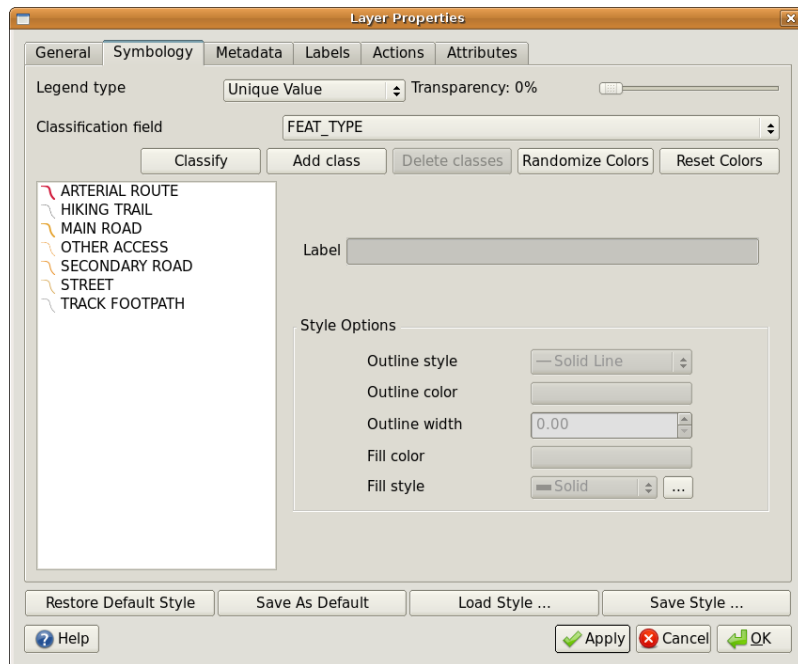 Layer Properties
General Symbology Metadata Labels Actions Attributes
Legend type Unique Value Transparency: 0%
Classification field FEAT_TYPE
Classify Add class Delete classes Randomize Colors Reset Colors
ARTERIAL ROUTE
HIKING TRAIL
MAIN ROAD
OTHER ACCESS
SECONDARY ROAD
STREET
TRACK FOOTPATH
Label
Style Options
Outline style Solid Line
Outline color
Outline width 0.00
Fill color
Fill style Solid ...
Restore Default Style Save As Default Load Style ... Save Style ...
Help Apply Cancel OK